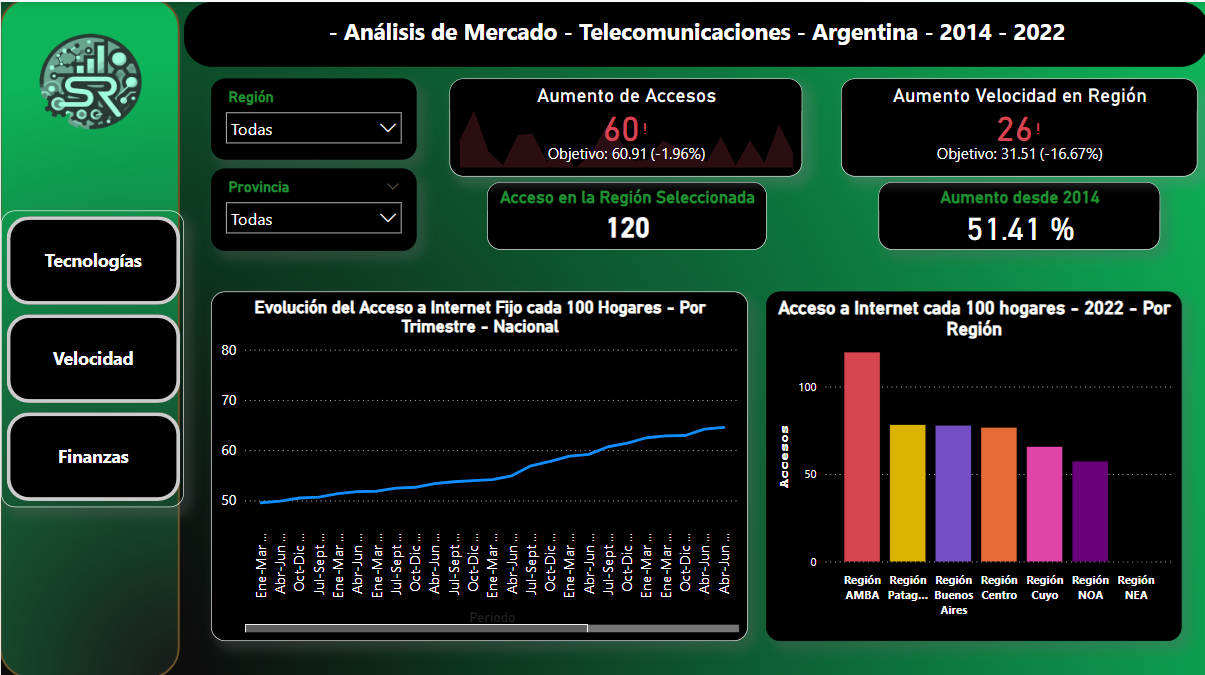 - Análisis de Mercado - Telecomunicaciones - Argentina - 2014 - 2022
SR
Región
Todas
Provincia
Todas
Aumento de Accesos
60!
Objetivo: 60.91 (-1.96%)
Acceso en la Región Seleccionada
120
Aumento Velocidad en Región
26!
Objetivo: 31.51 (-16.67%)
Aumento desde 2014
51.41 %
Tecnologías
Velocidad
Finanzas
Evolución del Acceso a Internet Fijo cada 100 Hogares - Por
Trimestre - Nacional
80
70
60
50
Ene-Mar ...
Abr-Jun ...
Oct-Dic ...
Jul-Sept...
Ene-Mar ...
Abr-Jun ...
Ene-Mar ...
Jul-Sept...
Oct-Dic ...
Abr-Jun ...
Jul-Sept...
Oct-Dic ...
Ene-Mar ...
Abr-Jun ...
Jul-Sept...
Oct-Dic ...
Ene-Mar ...
Abr-Jun ...
Jul-Sept...
Oct-Dic ...
Ene-Mar ...
Ene-Mar ...
Oct-Dic ...
Abr-Jun ...
Abr-Jun ...
Periodo
Acceso a Internet cada 100 hogares - 2022 - Por
Región
Accesos
100
50
0
Región
AMBA
Región
Patag...
Región
Buenos
Aires
Región
Centro
Región
Cuyo
Región
NOA
Región
NEA